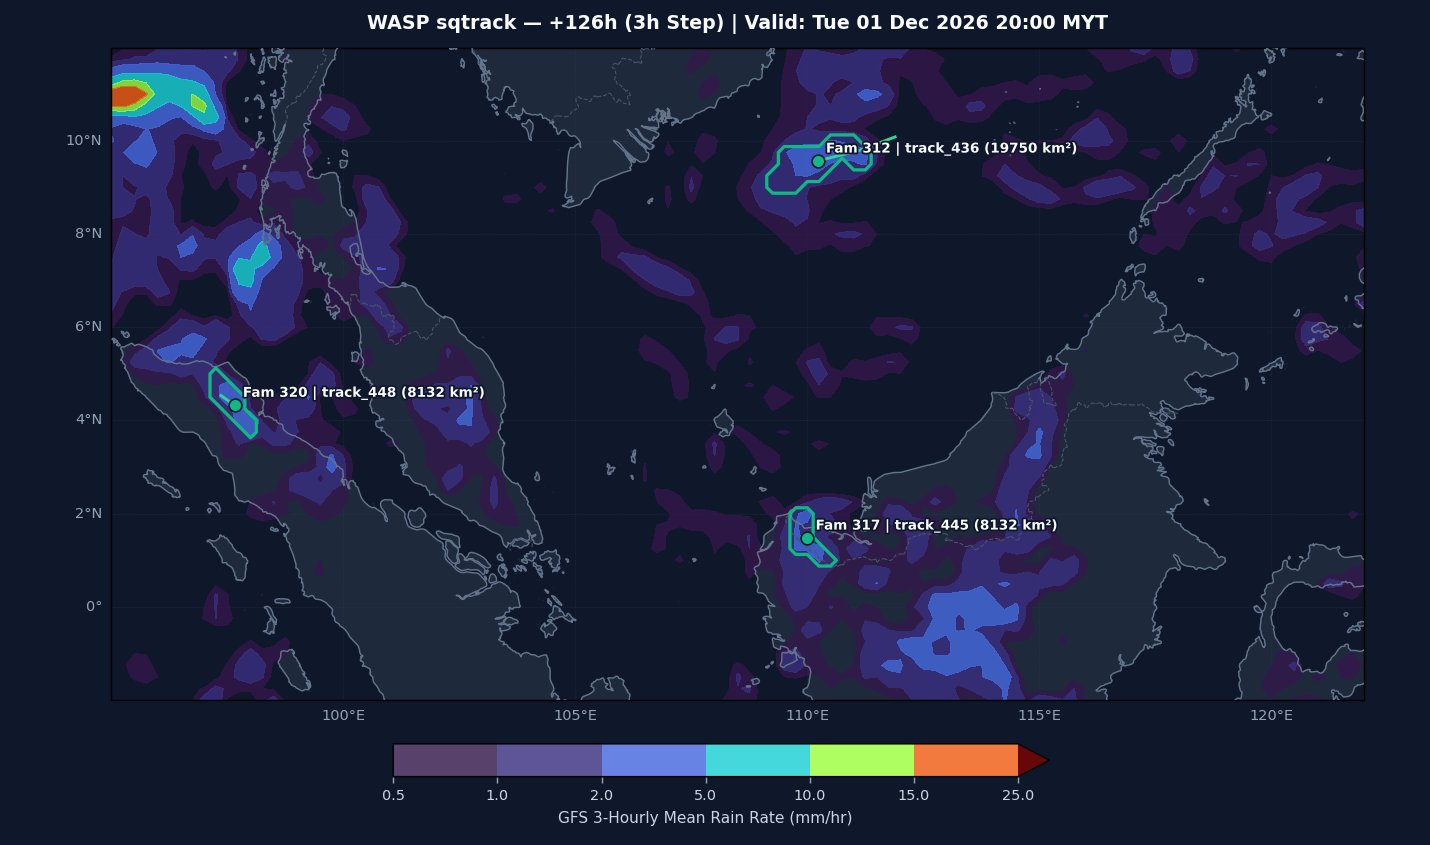 WASP sqtrack — +126h (3h Step) | Valid: Tue 01 Dec 2026 20:00 MYT
10°N
8°N
6°N
4°N
2°N
0°
Fam 312 | track_436 (19750 km²)
Fam 320 | track_448 (8132 km²)
Fam 317 | track_445 (8132 km²)
100°E 105°E 110°E 115°E 120°E
0.5 1.0 2.0 5.0 10.0 15.0 25.0
GFS 3-Hourly Mean Rain Rate (mm/hr)